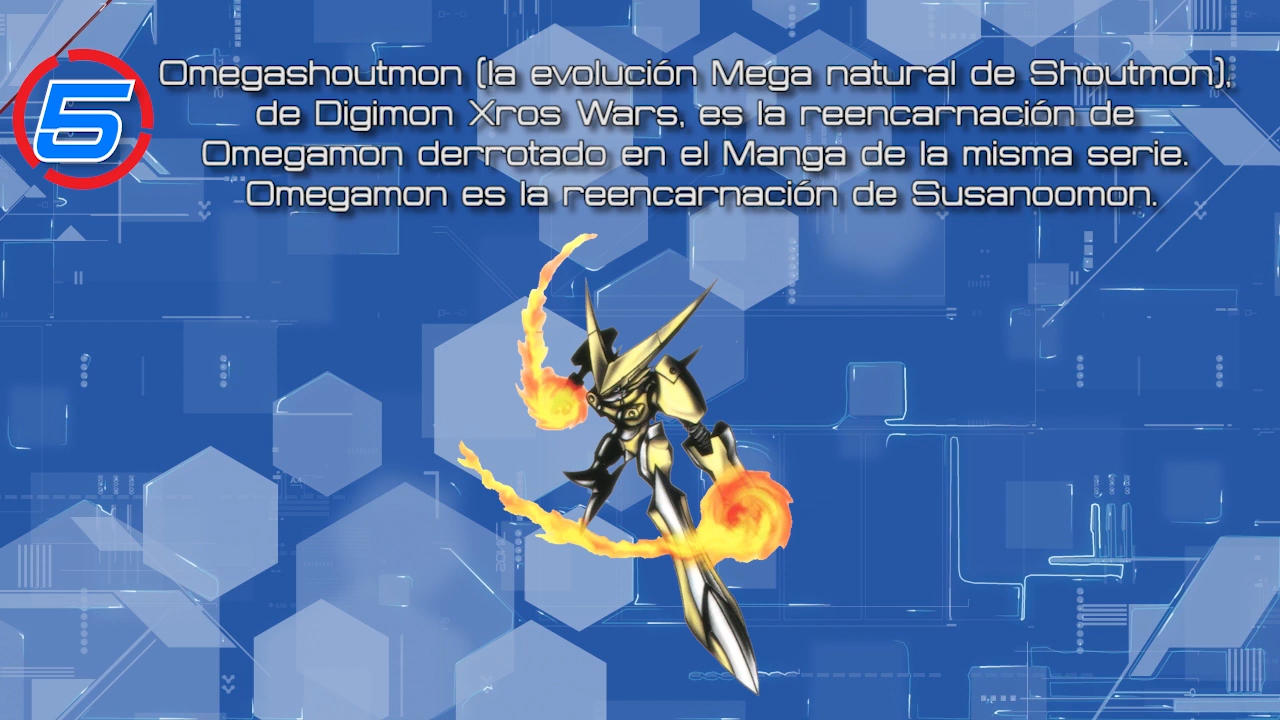 5
Omegashoutmon (la evolución Mega natural de Shoutmon),
de Digimon Xros Wars, es la reencarnación de
Omegamon derrotado en el Manga de la misma serie.
Omegamon es la reencarnación de Susanoomon.